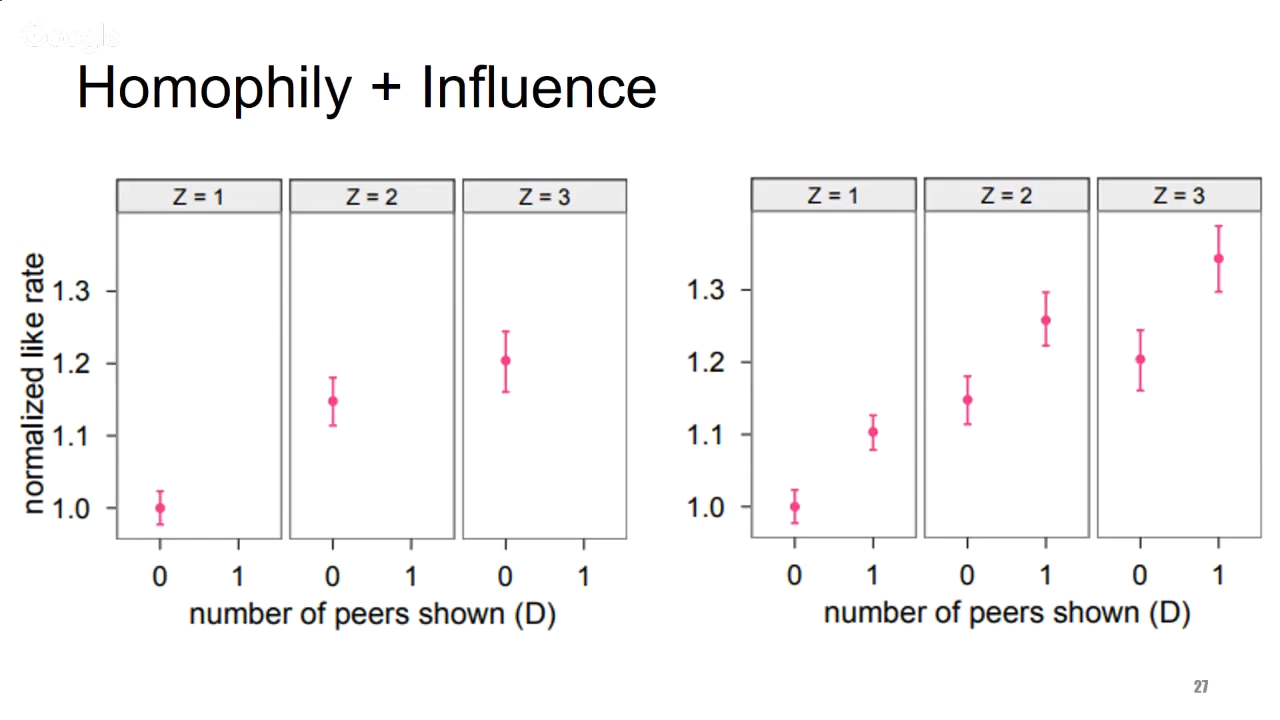 Google
Homophily + Influence
Z = 1 Z = 2 Z = 3
normalized like rate
1.3
1.2
1.1
1.0
0 1 0 1 0 1
number of peers shown (D)
Z = 1 Z = 2 Z = 3
1.3
1.2
1.1
1.0
0 1 0 1 0 1
number of peers shown (D)
27